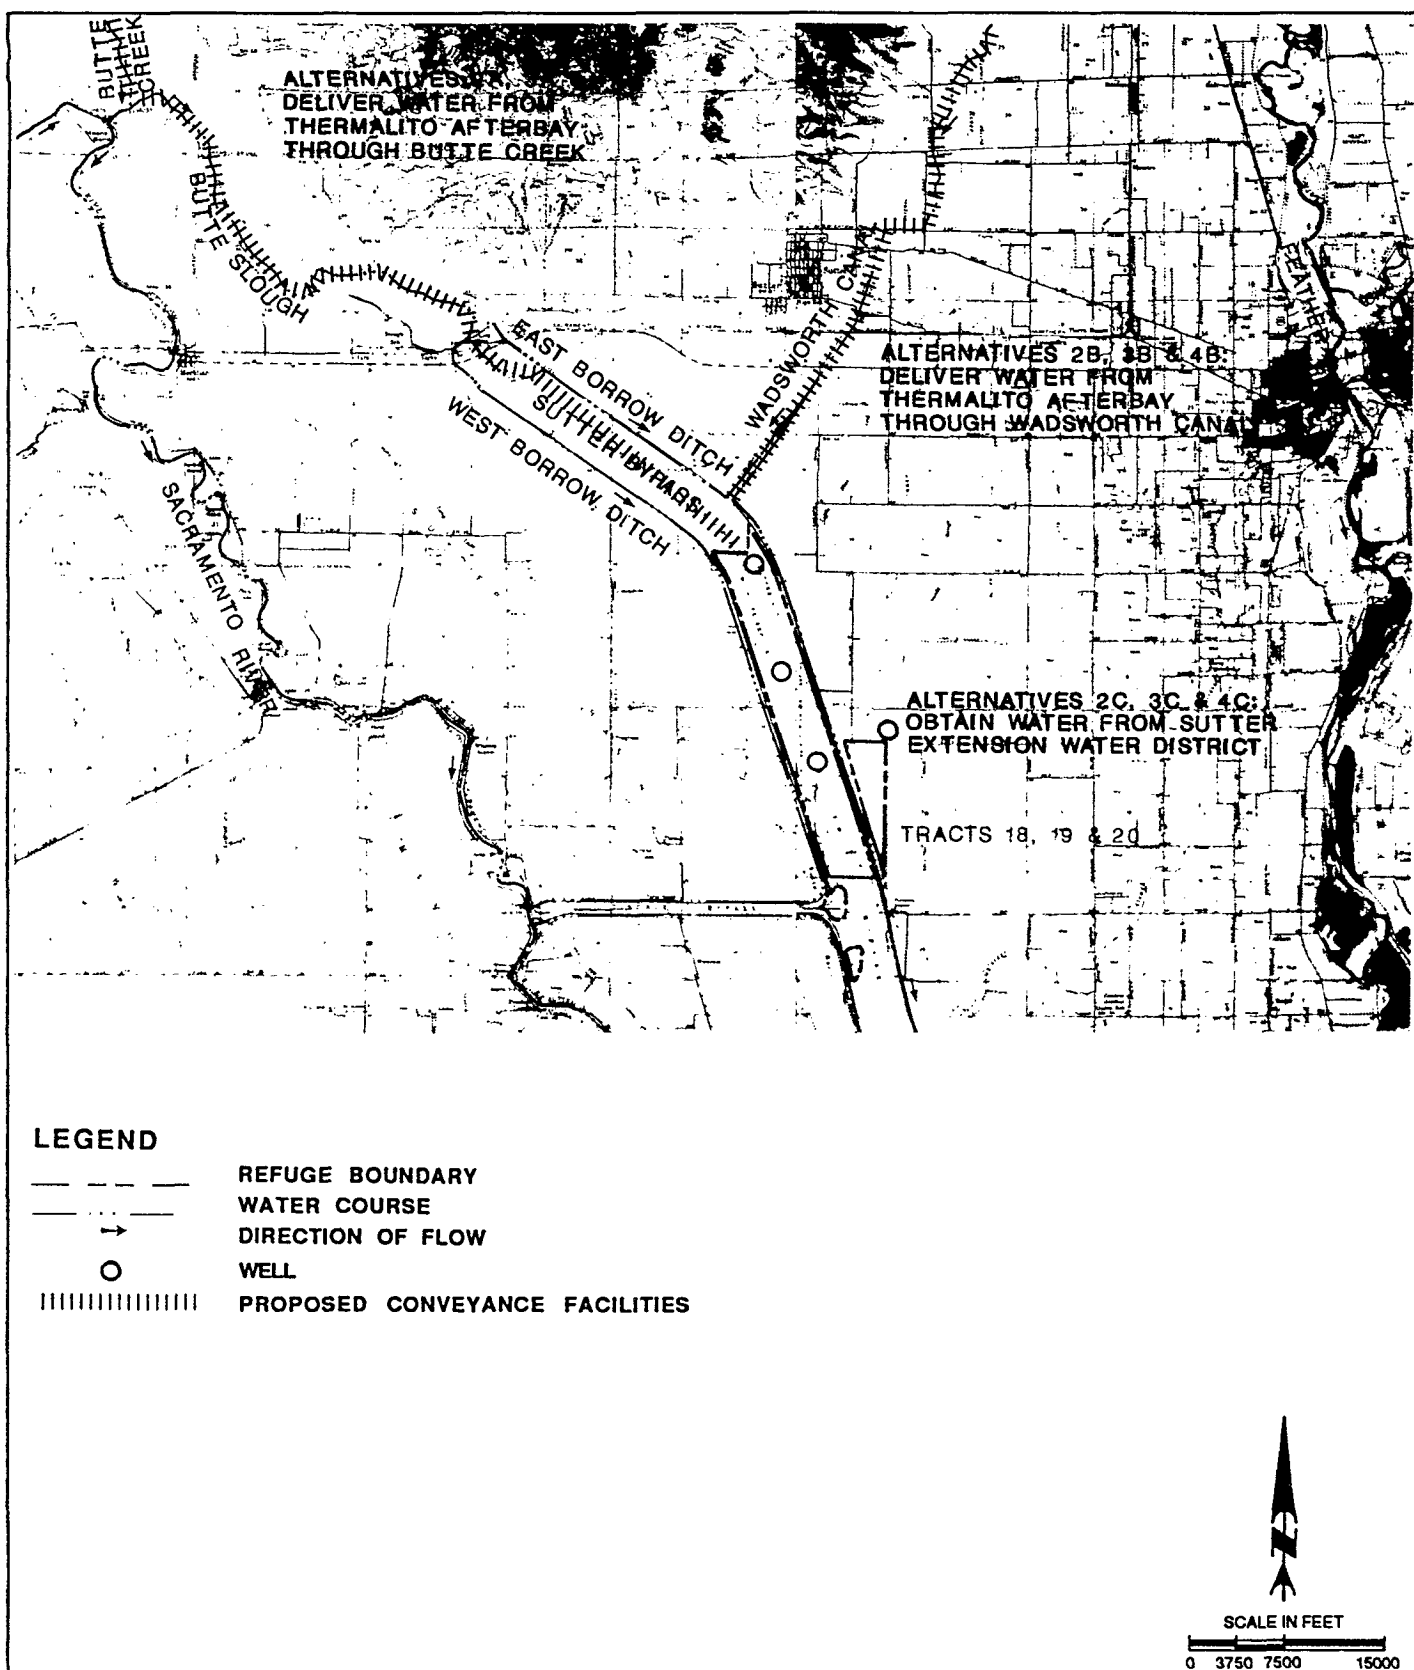 BUTTE
CREEK
ALTERNATIVES
DELIVER WATER FROM
THERMALITO AFTERBAY
THROUGH BUTTE CREEK
BUTTE SLOUGH
WADSWORTH CANAL
FEATHER
EAST BORROW DITCH
SUTTER BYPASS
WEST BORROW DITCH
ALTERNATIVES 2B, 3B & 4B:
DELIVER WATER FROM
THERMALITO AFTERBAY
THROUGH WADSWORTH CANAL
SACRAMENTO RIVER
ALTERNATIVES 2C, 3C & 4C:
OBTAIN WATER FROM SUTTER
EXTENSION WATER DISTRICT
TRACTS 18, 19 & 20
LEGEND
REFUGE BOUNDARY
WATER COURSE
DIRECTION OF FLOW
WELL
PROPOSED CONVEYANCE FACILITIES
N
SCALE IN FEET
0 3750 7500 15000